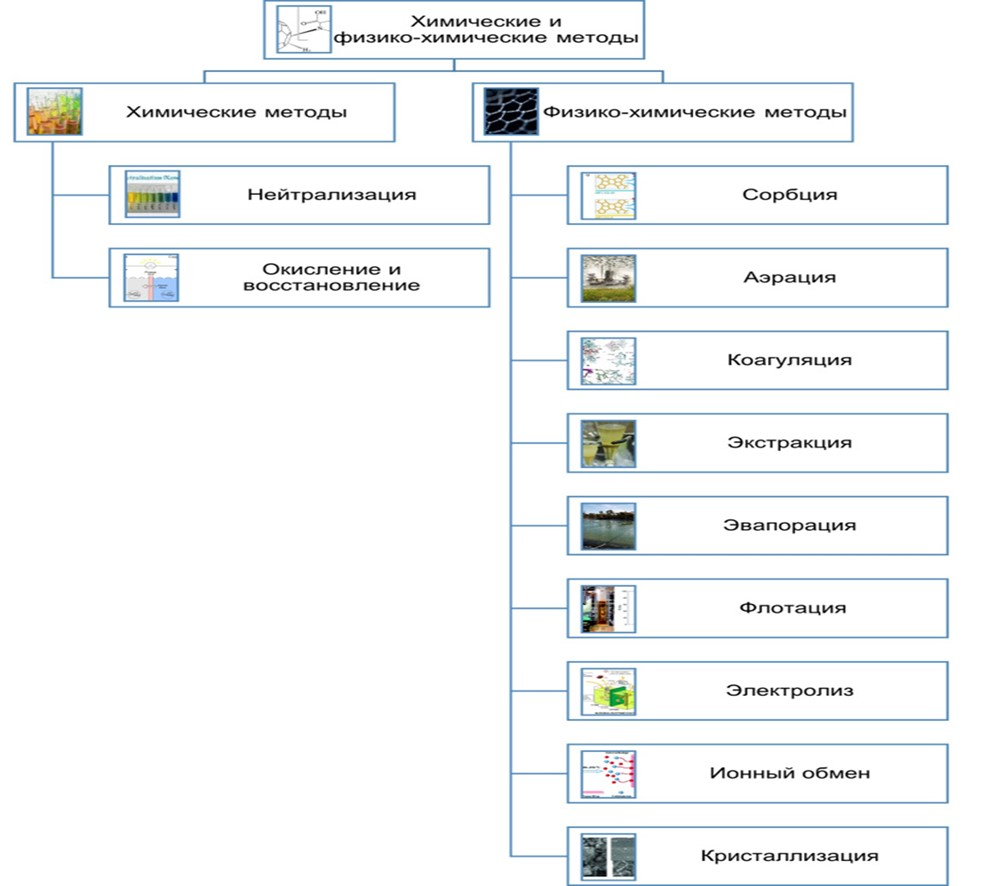 Химические и
физико-химические методы
Химические методы
Физико-химические методы
Нейтрализация
Окисление и
восстановление
Сорбция
Аэрация
Коагуляция
Экстракция
Эвапорация
Флотация
Электролиз
Ионный обмен
Кристаллизация